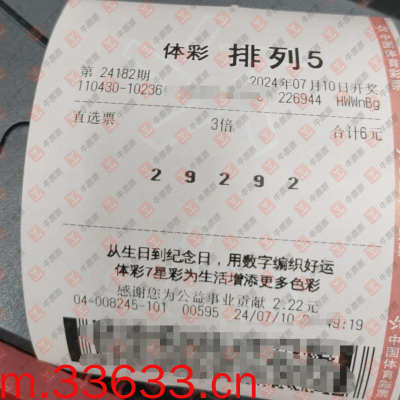 体彩 排列5
第 24182期 2024年07月10日开奖
110430-10236 226944 HWWnBg
直选票 3倍 合计6元
2 9 2 9 2
从生日到纪念日，用数字编织好运
体彩7星彩为生活增添更多色彩
感谢您为公益事业贡献 2.22元
04-008245-101 00595 24/07/10 49:19
m.33633.cn